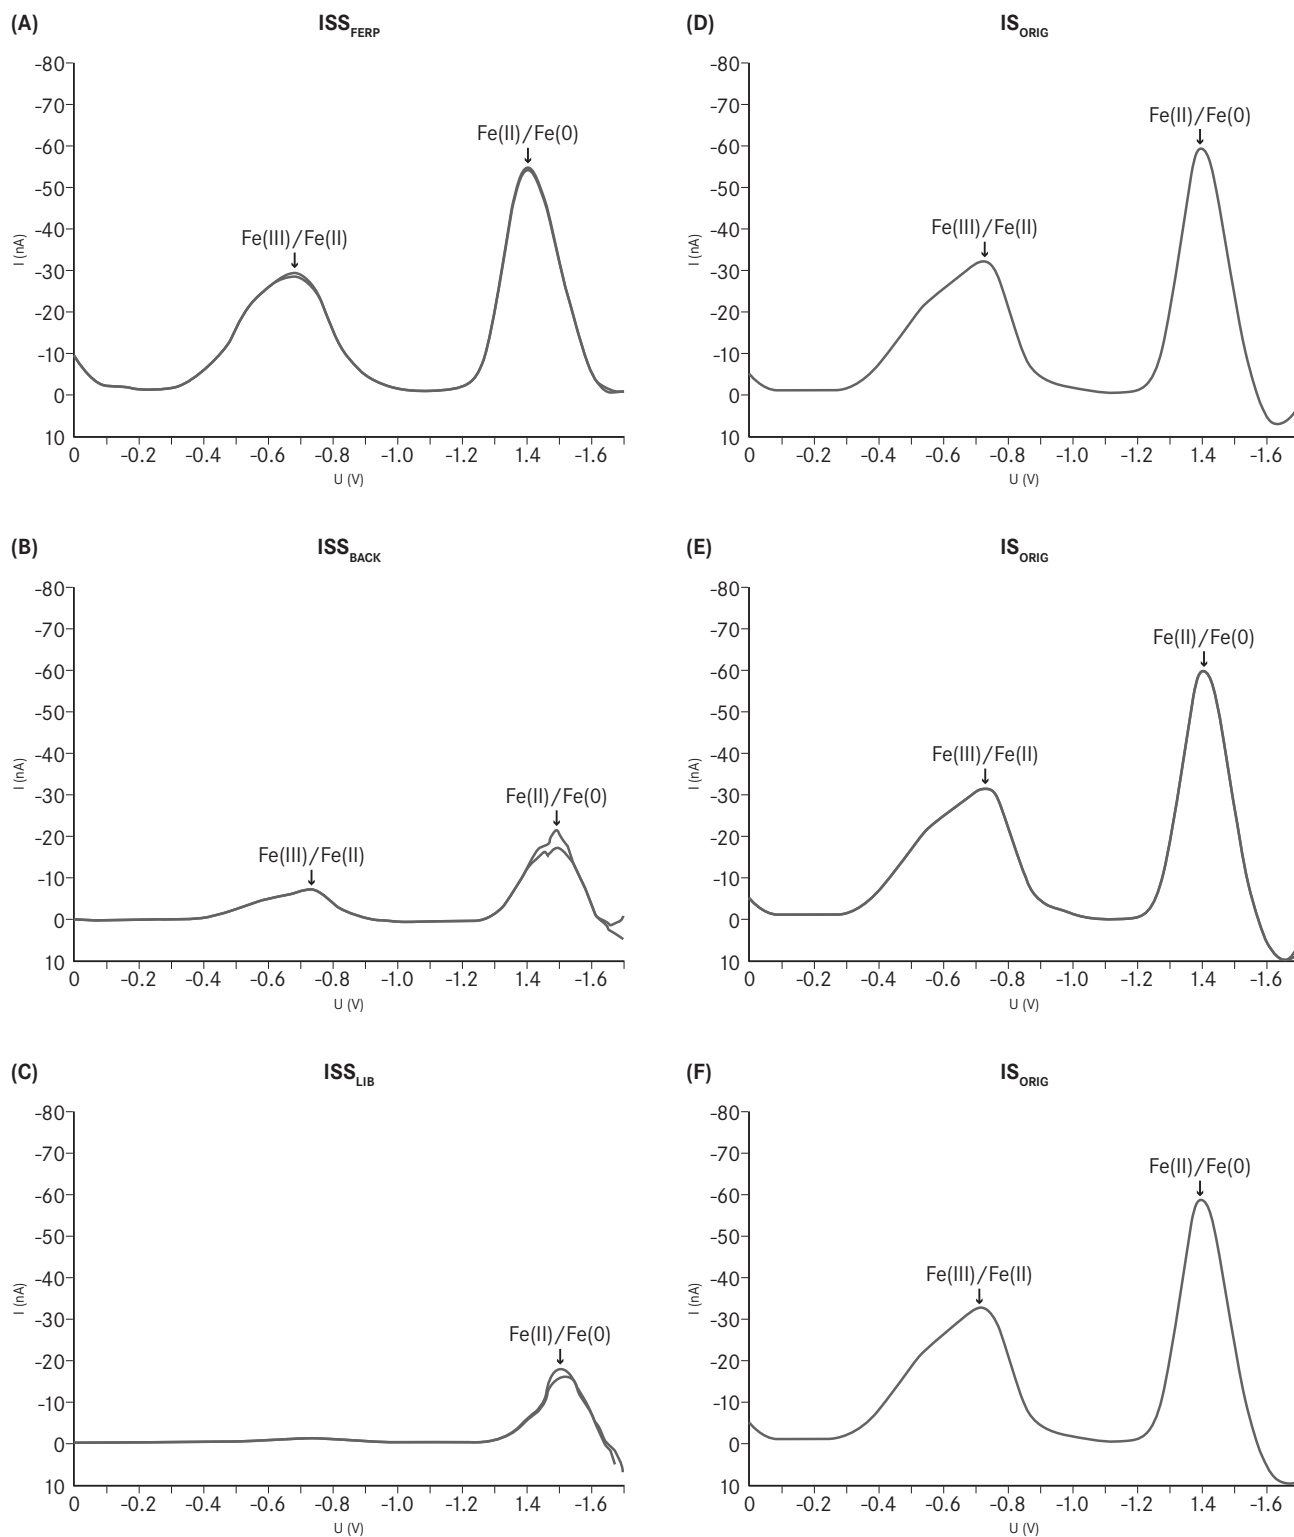 (A)
ISS_FERP
-80
-70
-60
-50
-40
-30
-20
-10
0
10
I (nA)
Fe(III)/Fe(II)
Fe(II)/Fe(0)
0 -0.2 -0.4 -0.6 -0.8 -1.0 -1.2 1.4 -1.6
U (V)
(D)
IS_ORIG
-80
-70
-60
-50
-40
-30
-20
-10
0
10
I (nA)
Fe(III)/Fe(II)
Fe(II)/Fe(0)
0 -0.2 -0.4 -0.6 -0.8 -1.0 -1.2 1.4 -1.6
U (V)
(B)
ISS_BACK
-80
-70
-60
-50
-40
-30
-20
-10
0
10
I (nA)
Fe(III)/Fe(II)
Fe(II)/Fe(0)
0 -0.2 -0.4 -0.6 -0.8 -1.0 -1.2 1.4 -1.6
U (V)
(E)
IS_ORIG
-80
-70
-60
-50
-40
-30
-20
-10
0
10
I (nA)
Fe(III)/Fe(II)
Fe(II)/Fe(0)
0 -0.2 -0.4 -0.6 -0.8 -1.0 -1.2 1.4 -1.6
U (V)
(C)
ISS_LIB
-80
-70
-60
-50
-40
-30
-20
-10
0
10
I (nA)
Fe(II)/Fe(0)
0 -0.2 -0.4 -0.6 -0.8 -1.0 -1.2 1.4 -1.6
U (V)
(F)
IS_ORIG
-80
-70
-60
-50
-40
-30
-20
-10
0
10
I (nA)
Fe(III)/Fe(II)
Fe(II)/Fe(0)
0 -0.2 -0.4 -0.6 -0.8 -1.0 -1.2 1.4 -1.6
U (V)